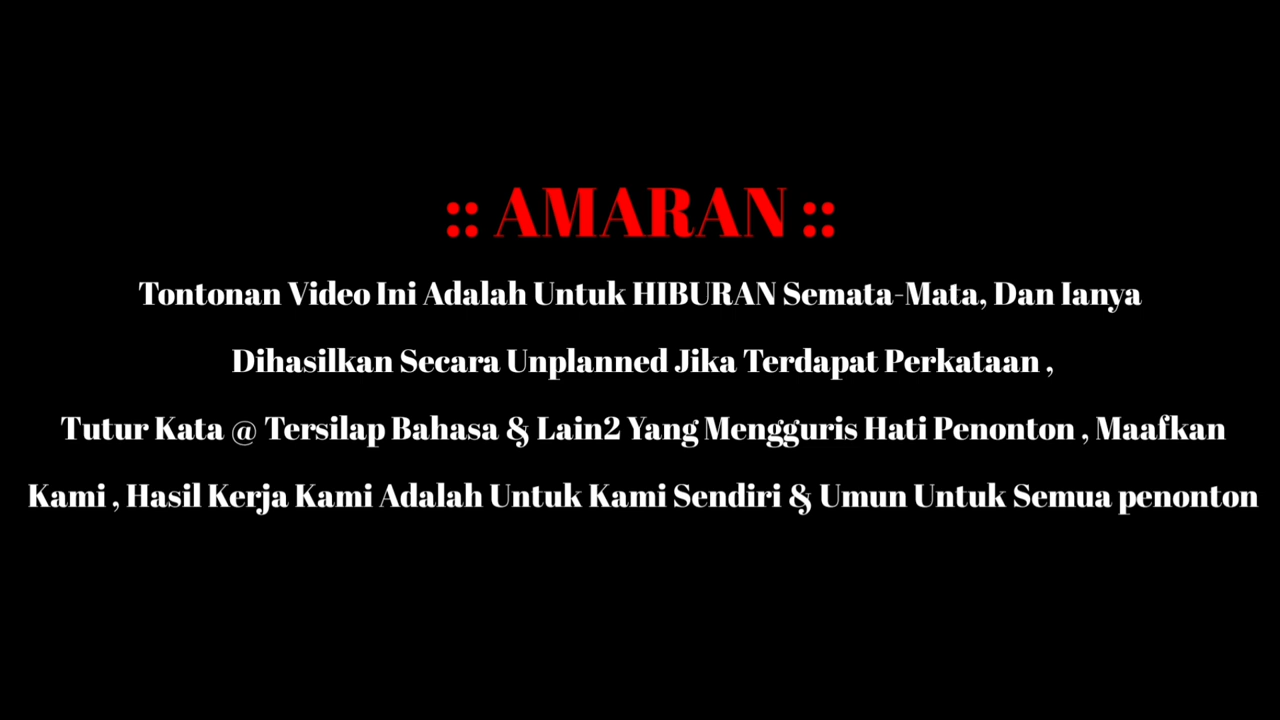 :: AMARAN ::
Tontonan Video Ini Adalah Untuk HIBURAN Semata-Mata, Dan Ianya
Dihasilkan Secara Unplanned Jika Terdapat Perkataan ,
Tutur Kata @ Tersilap Bahasa & Lain2 Yang Mengguris Hati Penonton , Maafkan
Kami , Hasil Kerja Kami Adalah Untuk Kami Sendiri & Umun Untuk Semua penonton